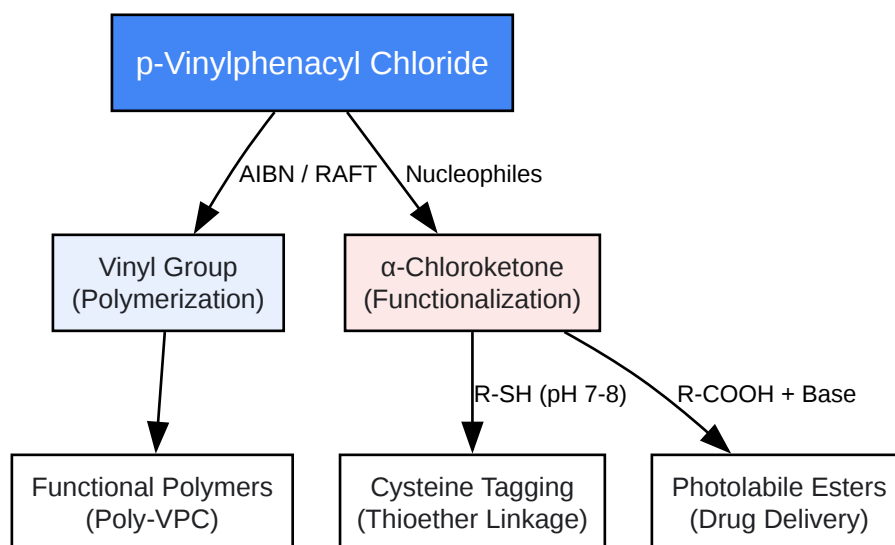 p-Vinylphenacyl Chloride
AIBN / RAFT
Nucleophiles
Vinyl Group
(Polymerization)
α-Chloroketone
(Functionalization)
R-SH (pH 7-8)
R-COOH + Base
Functional Polymers
(Poly-VPC)
Cysteine Tagging
(Thioether Linkage)
Photolabile Esters
(Drug Delivery)